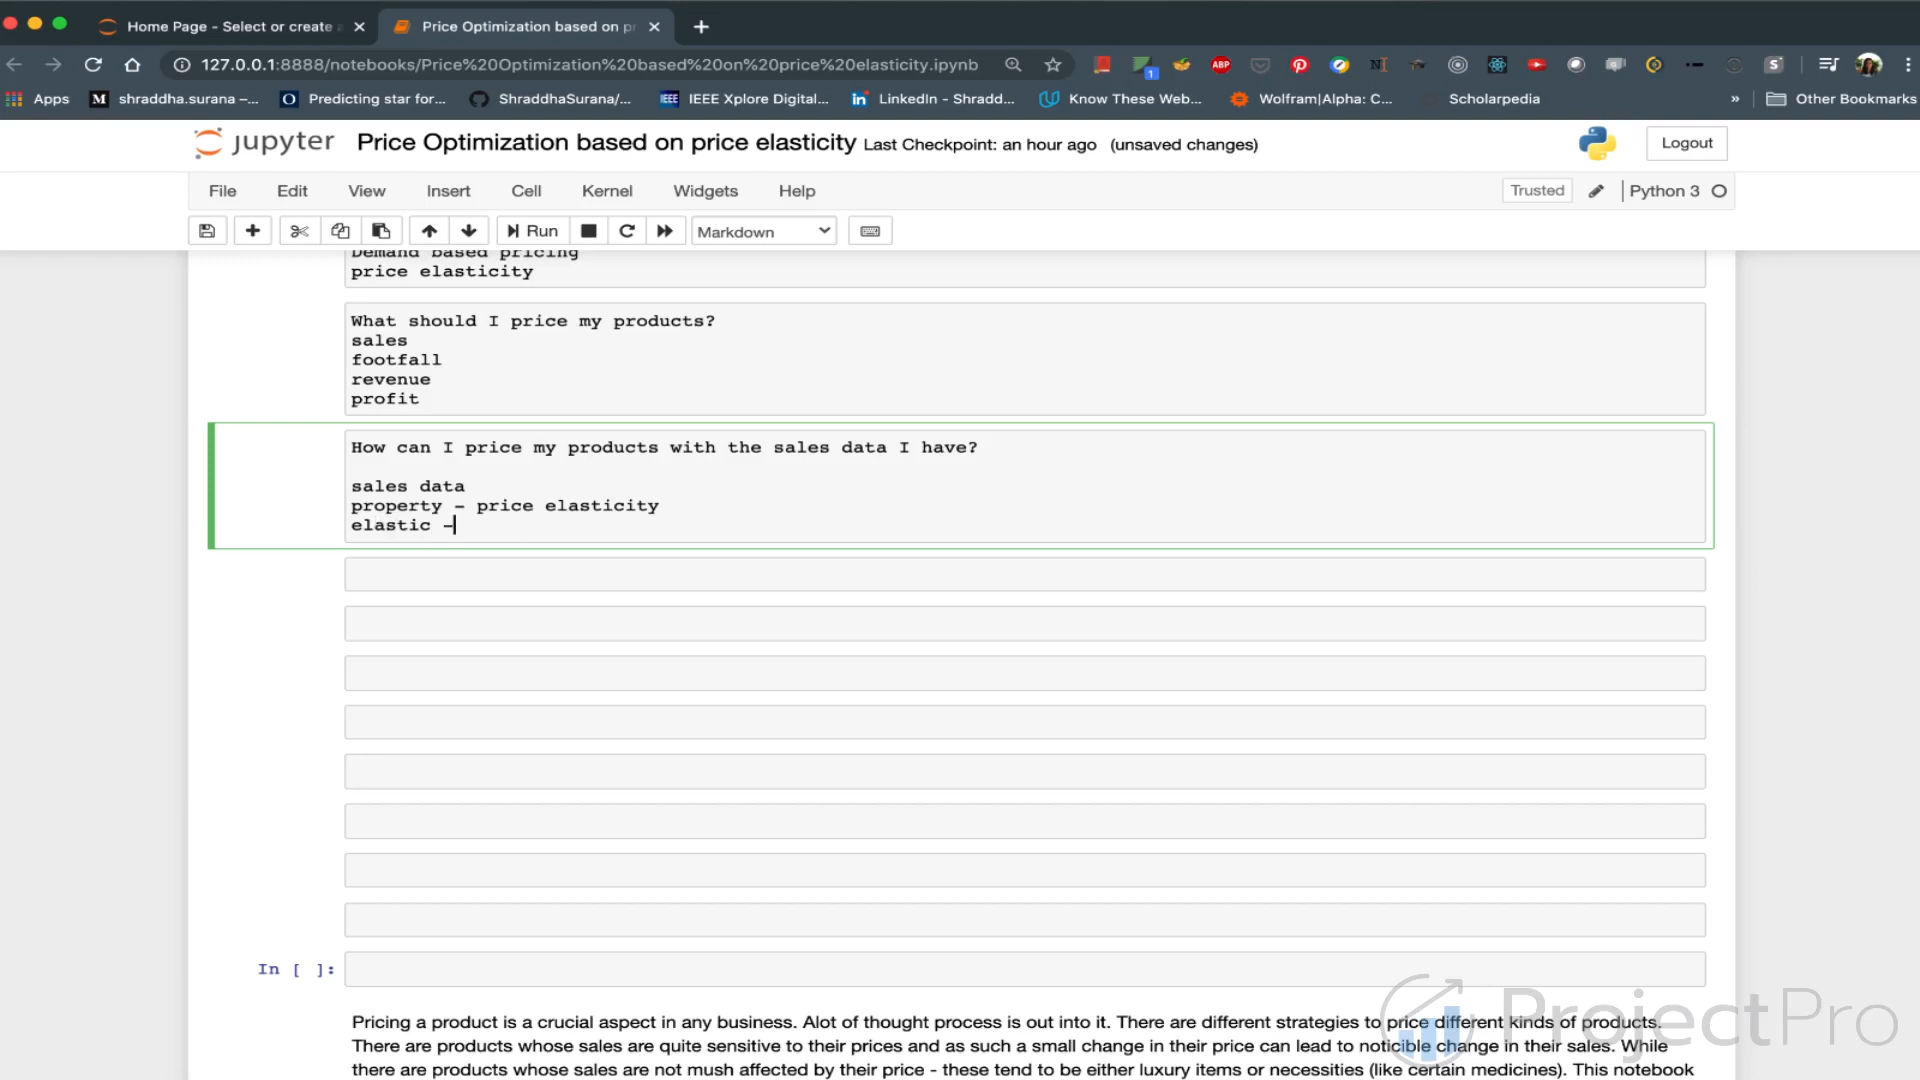 Home Page - Select or create a
Price Optimization based on pr
127.0.0.1:8888/notebooks/Price%20Optimization%20based%20on%20price%20elasticity.ipynb
1
ABP
S
Apps
M shraddha.surana –...
O Predicting star for...
ShraddhaSurana/...
IEEE IEEE Xplore Digital...
in LinkedIn - Shradd...
Know These Web...
Wolfram|Alpha: C...
Scholarpedia
»
Other Bookmarks
jupyter Price Optimization based on price elasticity Last Checkpoint: an hour ago (unsaved changes)
Logout
File Edit View Insert Cell Kernel Widgets Help
Trusted
Python 3
Run
Markdown
Demand based pricing
price elasticity
What should I price my products?
sales
footfall
revenue
profit
How can I price my products with the sales data I have?
sales data
property - price elasticity
elastic -
In [ ]:
Pricing a product is a crucial aspect in any business. Alot of thought process is out into it. There are different strategies to price different kinds of products.
There are products whose sales are quite sensitive to their prices and as such a small change in their price can lead to noticible change in their sales. While
there are products whose sales are not mush affected by their price - these tend to be either luxury items or necessities (like certain medicines). This notebook
ProjectPro